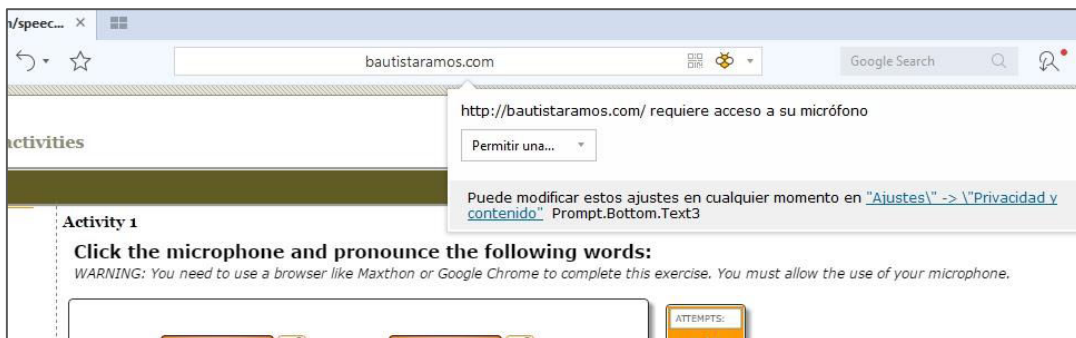 n/speec...
bautistaramos.com
Google Search
http://bautistaramos.com/ requiere acceso a su micrófono
activities
Permitir una...
Puede modificar estos ajustes en cualquier momento en "Ajustes\" -> \"Privacidad y
contenido" Prompt.Bottom.Text3
Activity 1
Click the microphone and pronounce the following words:
WARNING: You need to use a browser like Maxthon or Google Chrome to complete this exercise. You must allow the use of your microphone.
ATTEMPTS: